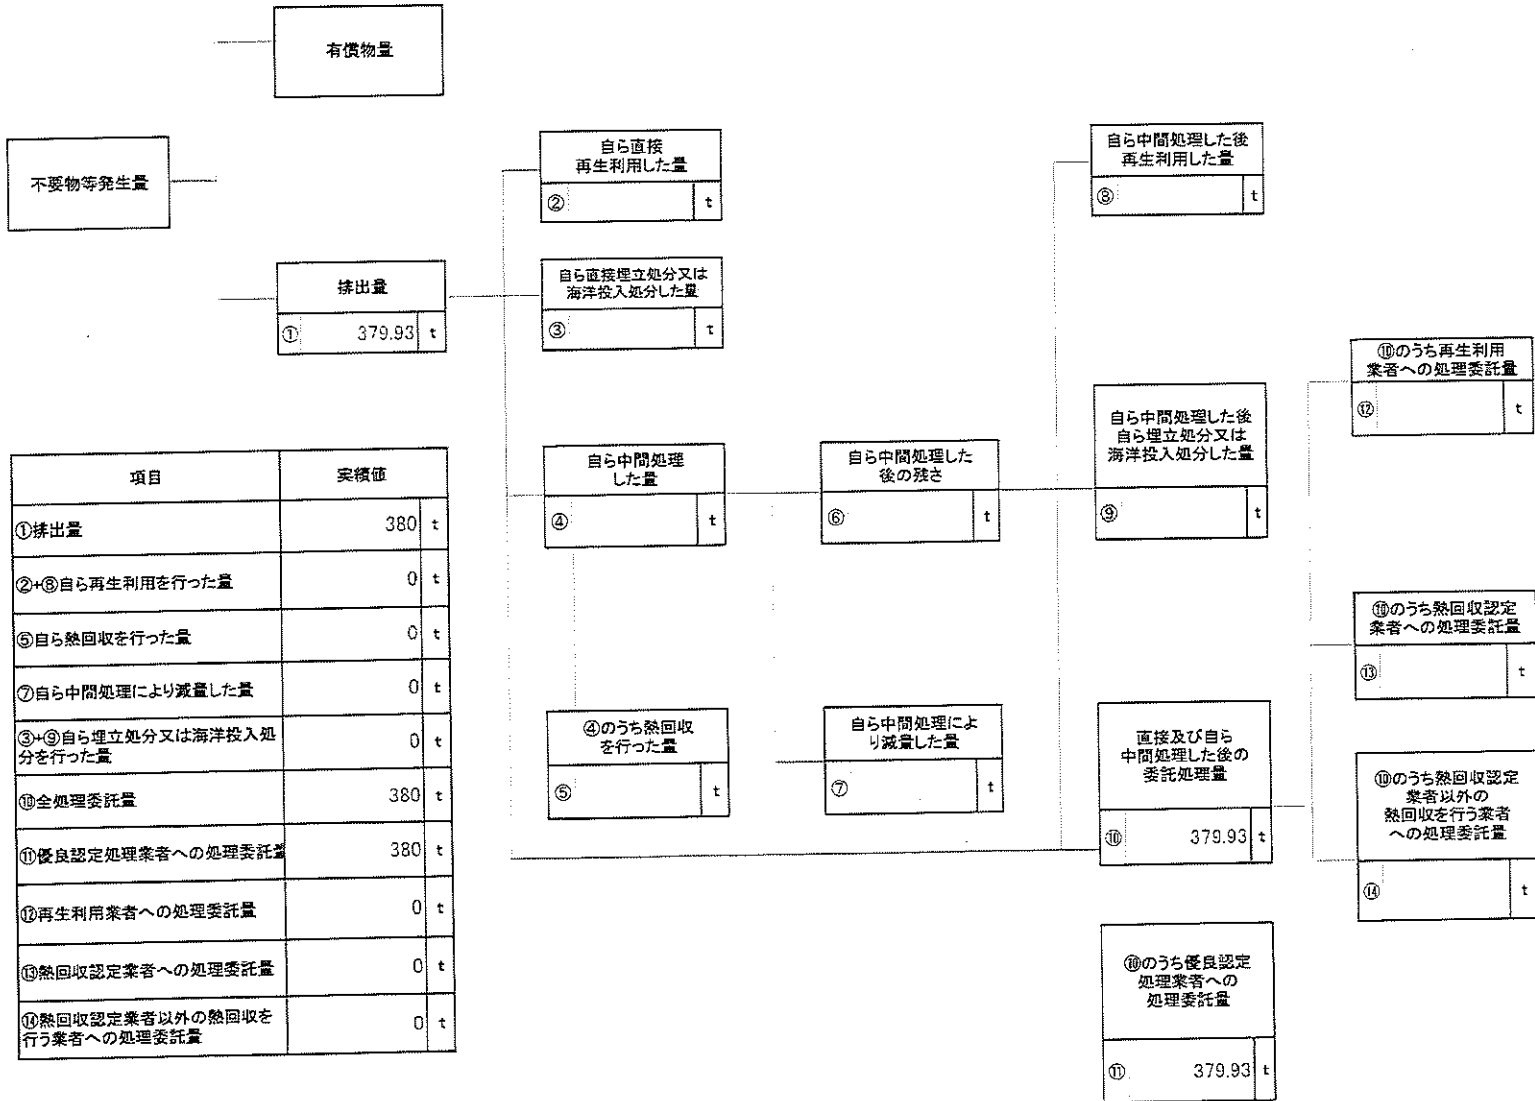 有償物量
不要物等発生量
自ら直接
再生利用した量
② t
自ら中間処理した後
再生利用した量
⑧ t
排出量
① 379.93 t
自ら直接埋立処分又は
海洋投入処分した量
③ t
⑩のうち再生利用
業者への処理委託量
⑫ t
自ら中間処理
した量
④ t
自ら中間処理した
後の残さ
⑥ t
自ら中間処理した後
自ら埋立処分又は
海洋投入処分した量
⑨ t
⑩のうち熱回収認定
業者への処理委託量
⑬ t
④のうち熱回収
を行った量
⑤ t
自ら中間処理によ
り減量した量
⑦ t
直接及び自ら
中間処理した後の
委託処理量
⑩ 379.93 t
⑩のうち熱回収認定
業者以外の
熱回収を行う業者
への処理委託量
⑭ t
⑩のうち優良認定
処理業者への
処理委託量
⑪ 379.93 t
項目 実績値
①排出量 380 t
②+⑧自ら再生利用を行った量 0 t
⑤自ら熱回収を行った量 0 t
⑦自ら中間処理により減量した量 0 t
③+⑨自ら埋立処分又は海洋投入処
分を行った量 0 t
⑩全処理委託量 380 t
⑪優良認定処理業者への処理委託量 380 t
⑫再生利用業者への処理委託量 0 t
⑬熱回収認定業者への処理委託量 0 t
⑭熱回収認定業者以外の熱回収を
行う業者への処理委託量 0 t